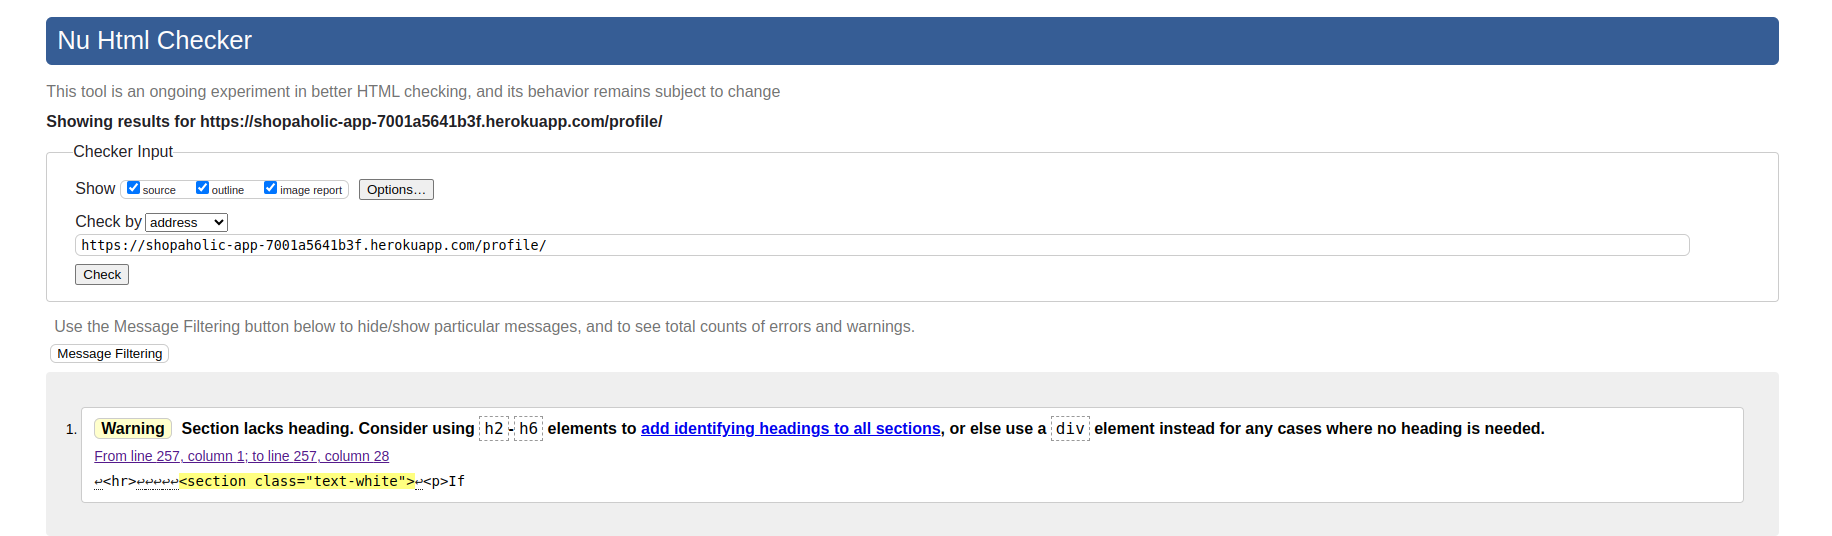 Nu Html Checker
This tool is an ongoing experiment in better HTML checking, and its behavior remains subject to change
Showing results for https://shopaholic-app-7001a5641b3f.herokuapp.com/profile/
Checker Input
Show source outline image report Options…
Check by address
https://shopaholic-app-7001a5641b3f.herokuapp.com/profile/
Check
Use the Message Filtering button below to hide/show particular messages, and to see total counts of errors and warnings.
Message Filtering
1. Warning Section lacks heading. Consider using h2-h6 elements to add identifying headings to all sections, or else use a div element instead for any cases where no heading is needed.
From line 257, column 1; to line 257, column 28
↩<hr>↩↩↩↩↩<section class="text-white">↩<p>If